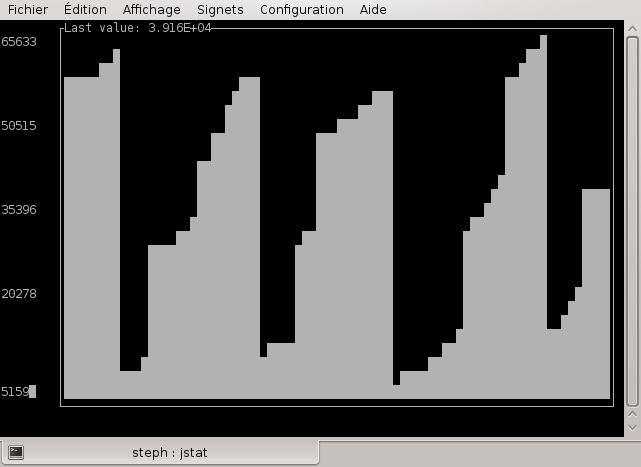 Fichier Édition Affichage Signets Configuration Aide
Last value: 3.916E+04
65633
50515
35396
20278
5159
steph : jstat